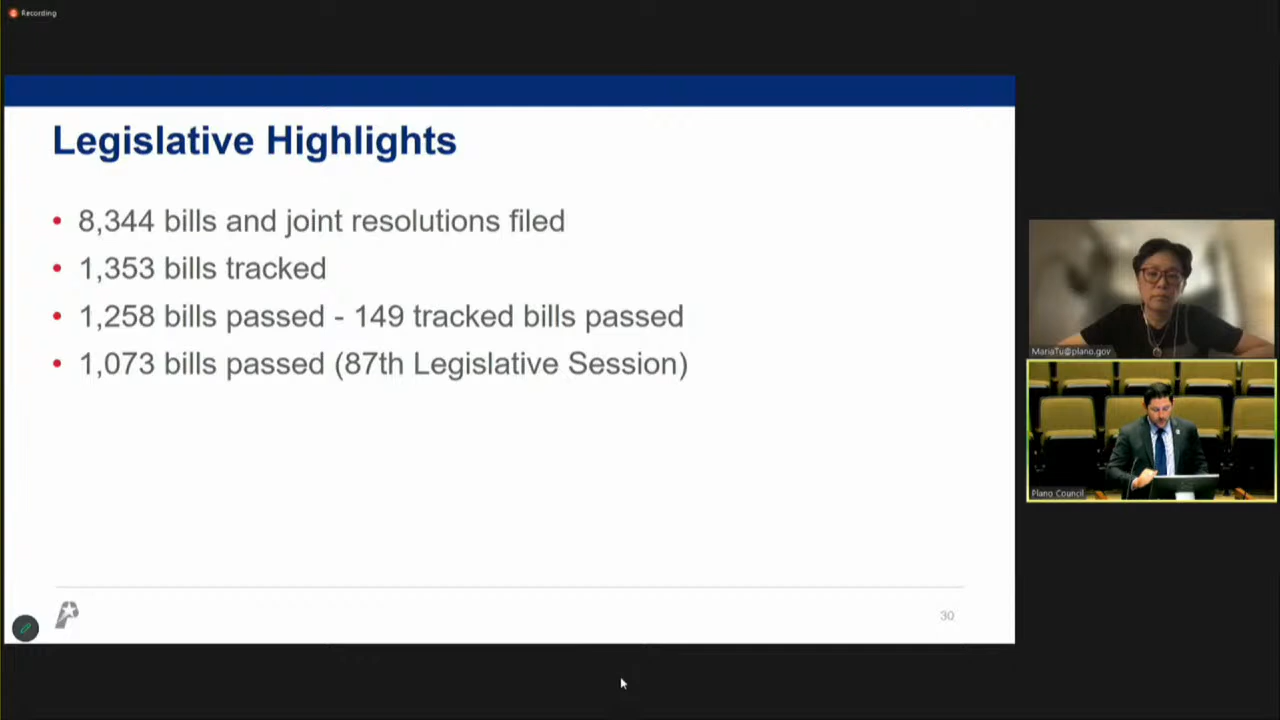 Recording
Legislative Highlights
• 8,344 bills and joint resolutions filed
• 1,353 bills tracked
• 1,258 bills passed - 149 tracked bills passed
• 1,073 bills passed (87th Legislative Session)
30
MariaTu@plano.gov
Plano Council